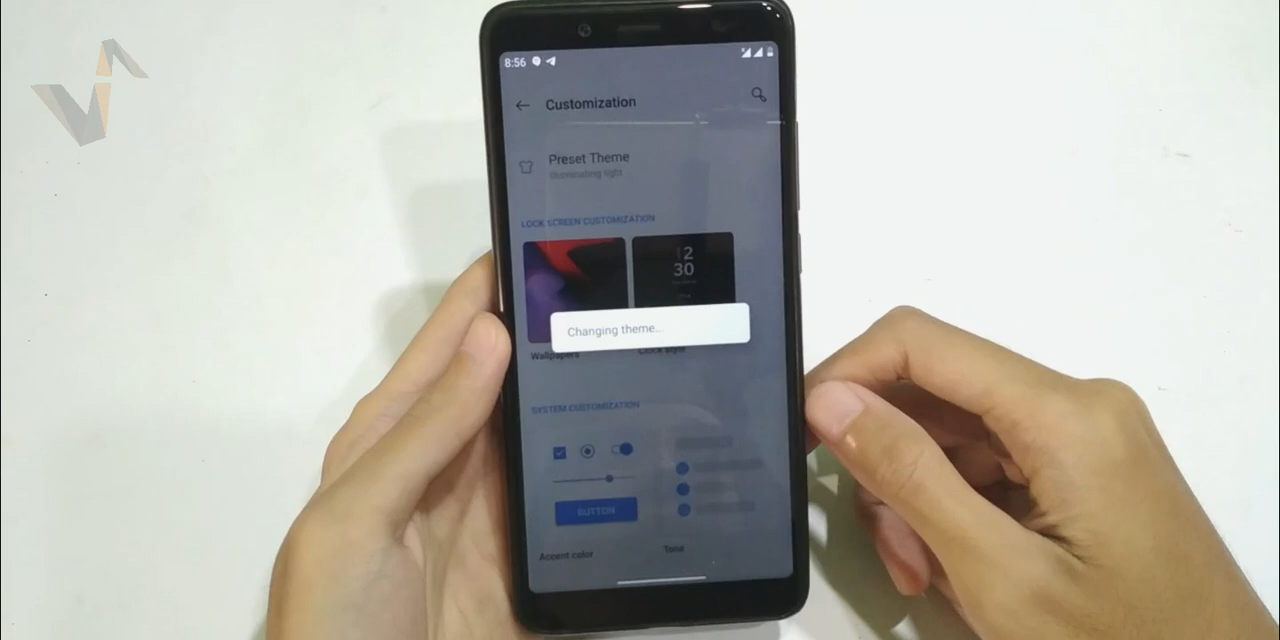 8:56
Customization
Preset Theme
Illuminating light
LOCK SCREEN CUSTOMIZATION
12
30
Changing theme...
Wallpapers
Clock style
SYSTEM CUSTOMIZATION
BUTTON
Accent color
Tone